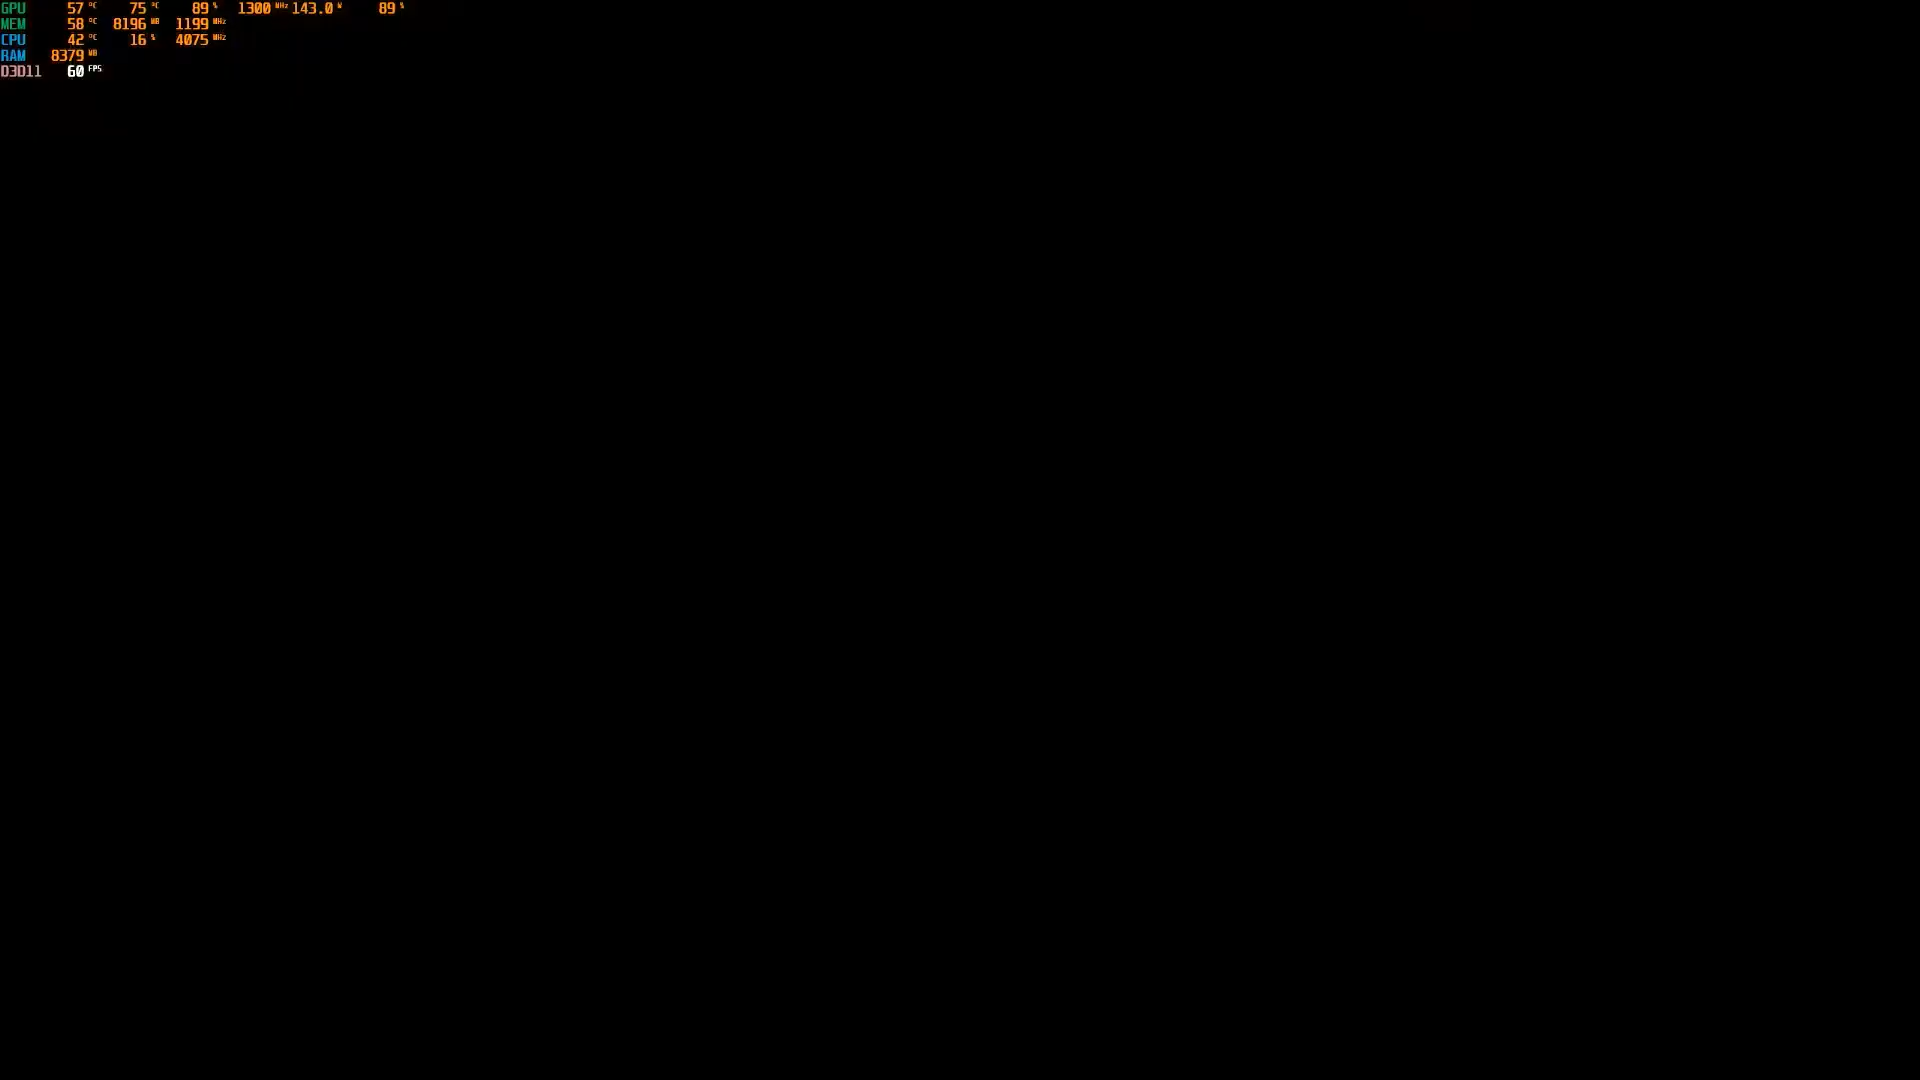 GPU 57 °C 75 °C 89 % 1300 MHz 143.0 W 89 %
MEM 58 °C 8196 MB 1199 MHz
CPU 42 °C 16 % 4075 MHz
RAM 8379 MB
D3D11 60 FPS